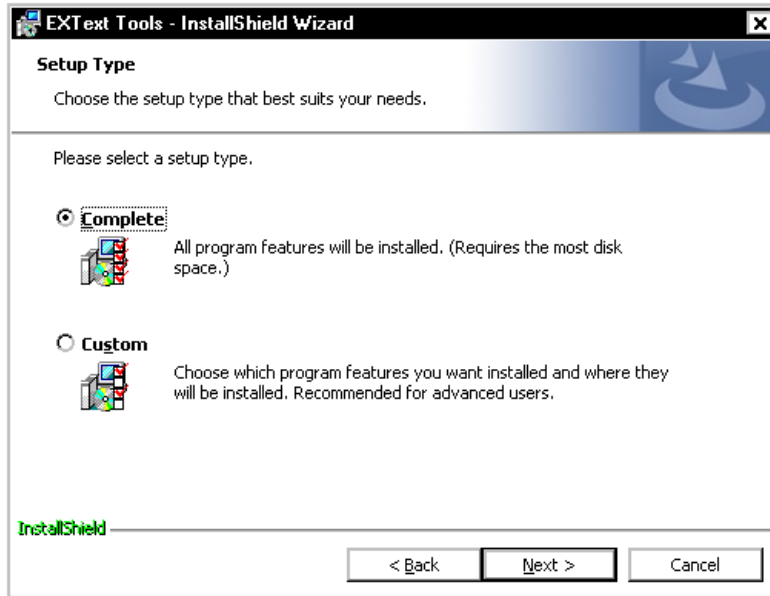 EXText Tools - InstallShield Wizard
Setup Type
Choose the setup type that best suits your needs.
Please select a setup type.
Complete
All program features will be installed. (Requires the most disk
space.)
Custom
Choose which program features you want installed and where they
will be installed. Recommended for advanced users.
InstallShield
< Back
Next >
Cancel